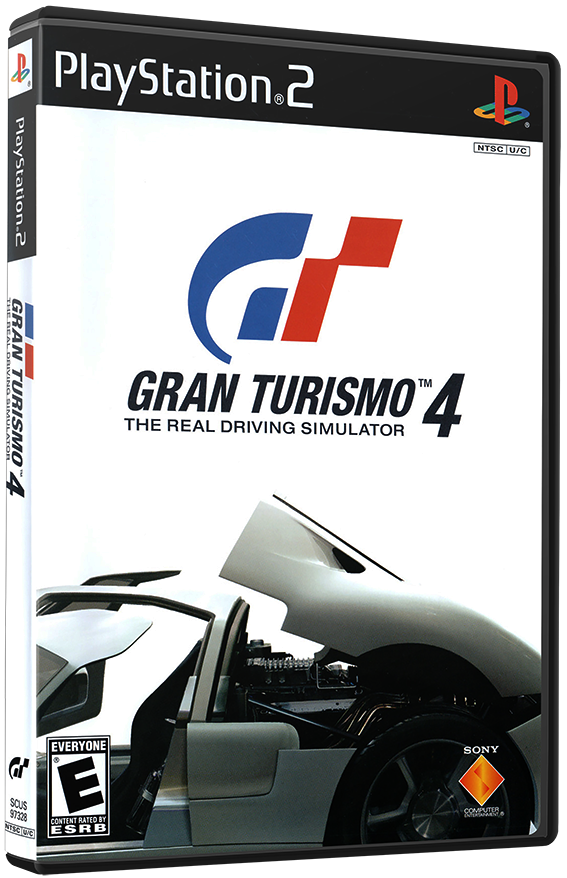 PlayStation®2
NTSC U/C
GRAN TURISMO™ 4
THE REAL DRIVING SIMULATOR
EVERYONE
E
CONTENT RATED BY
ESRB
SONY
COMPUTER
ENTERTAINMENT®
PlayStation®2
GRAN TURISMO™ 4
THE REAL DRIVING SIMULATOR
SCUS
97328
NTSC U/C